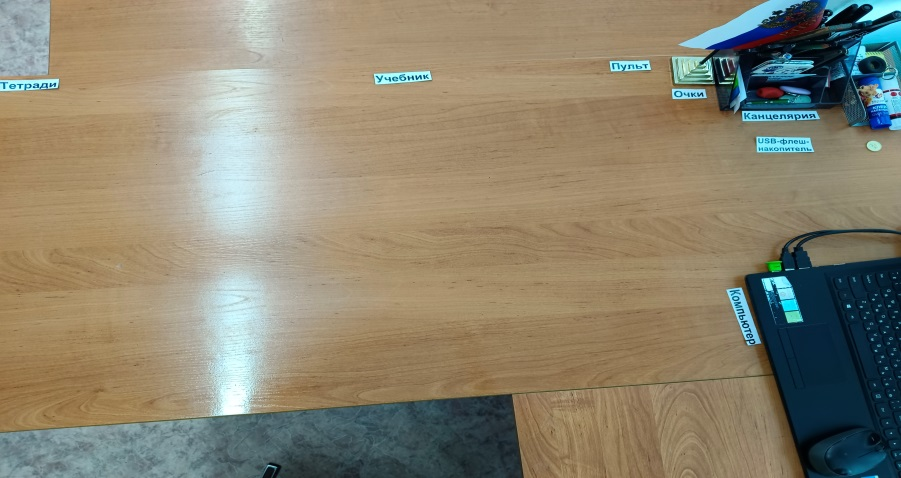 Тетради
Учебник
Пульт
Очки
Канцелярия
USB-флеш-
накопитель
Компьютер